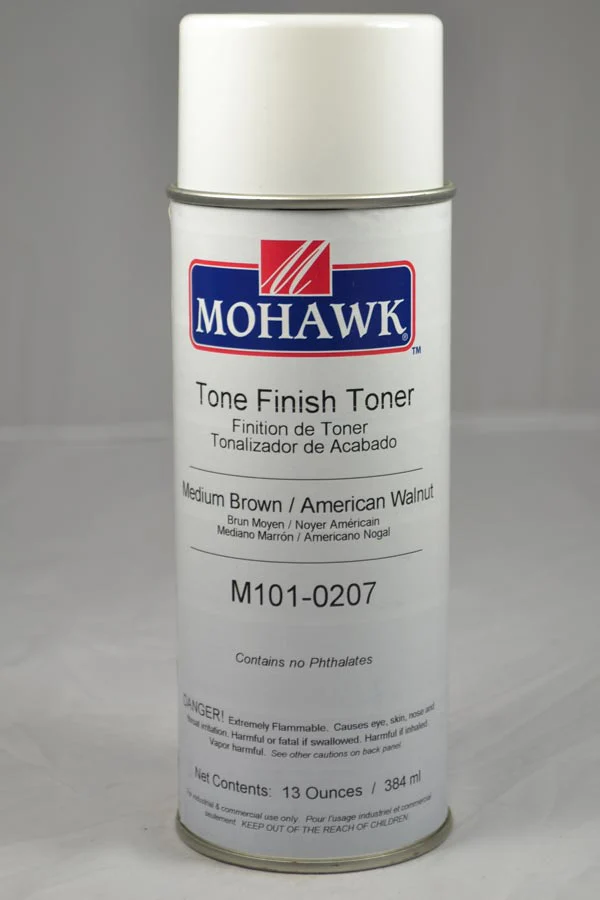 M
MOHAWK®
™
Tone Finish Toner
Finition de Toner
Tonalizador de Acabado
Medium Brown / American Walnut
Brun Moyen / Noyer Américain
Mediano Marrón / Americano Nogal
M101-0207
Contains no Phthalates
DANGER! Extremely Flammable. Causes eye, skin, nose and
throat irritation. Harmful or fatal if swallowed. Harmful if inhaled.
Vapor harmful. See other cautions on back panel.
Net Contents: 13 Ounces / 384 ml
For industrial & commercial use only. Pour l'usage industriel et commercial
seulement. KEEP OUT OF THE REACH OF CHILDREN.